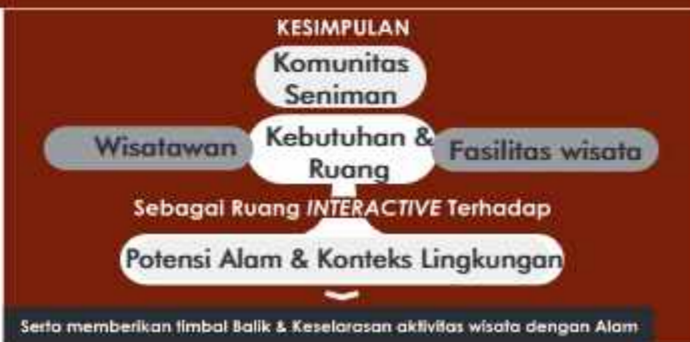 KESIMPULAN
Komunitas
Seniman
Wisatawan
Kebutuhan &
Ruang
Fasilitas wisata
Sebagai Ruang INTERACTIVE Terhadap
Potensi Alam & Konteks Lingkungan
Serta memberikan timbal Balik & Keselarasan aktivitas wisata dengan Alam